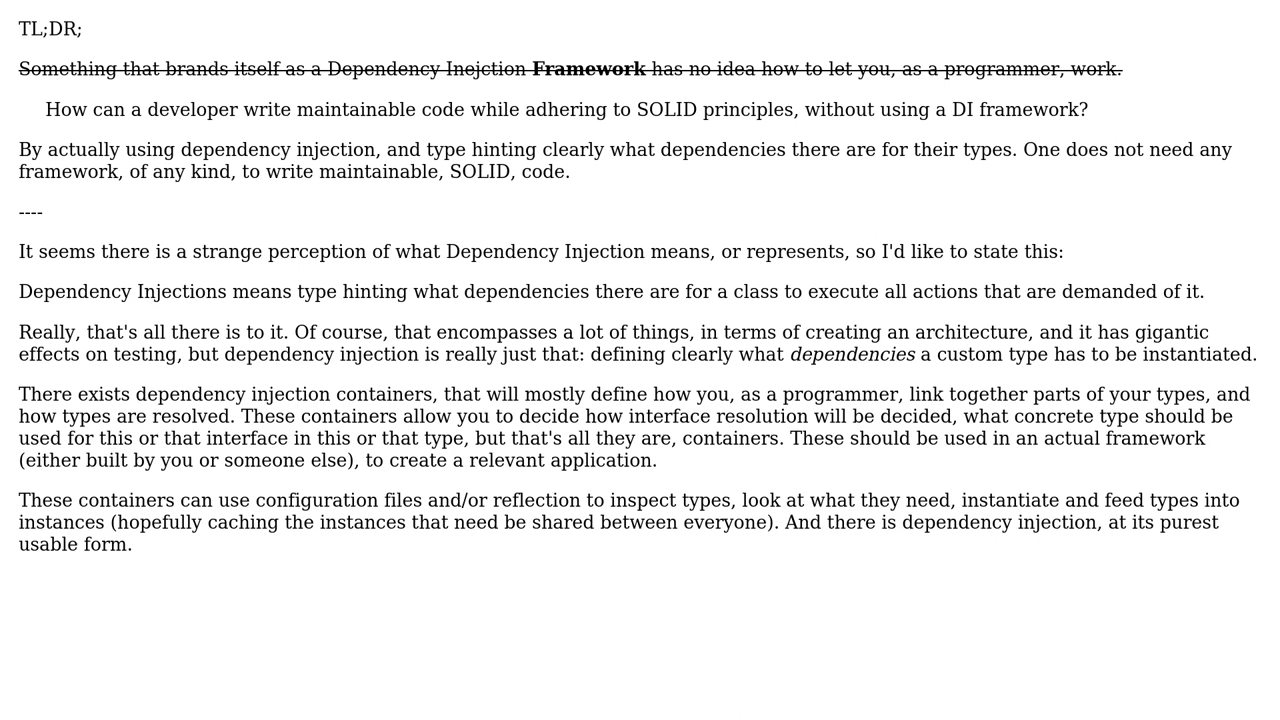 TL;DR;
Something that brands itself as a Dependency Inejction Framework has no idea how to let you, as a programmer, work.
How can a developer write maintainable code while adhering to SOLID principles, without using a DI framework?
By actually using dependency injection, and type hinting clearly what dependencies there are for their types. One does not need any
framework, of any kind, to write maintainable, SOLID, code.
----
It seems there is a strange perception of what Dependency Injection means, or represents, so I'd like to state this:
Dependency Injections means type hinting what dependencies there are for a class to execute all actions that are demanded of it.
Really, that's all there is to it. Of course, that encompasses a lot of things, in terms of creating an architecture, and it has gigantic
effects on testing, but dependency injection is really just that: defining clearly what dependencies a custom type has to be instantiated.
There exists dependency injection containers, that will mostly define how you, as a programmer, link together parts of your types, and
how types are resolved. These containers allow you to decide how interface resolution will be decided, what concrete type should be
used for this or that interface in this or that type, but that's all they are, containers. These should be used in an actual framework
(either built by you or someone else), to create a relevant application.
These containers can use configuration files and/or reflection to inspect types, look at what they need, instantiate and feed types into
instances (hopefully caching the instances that need be shared between everyone). And there is dependency injection, at its purest
usable form.